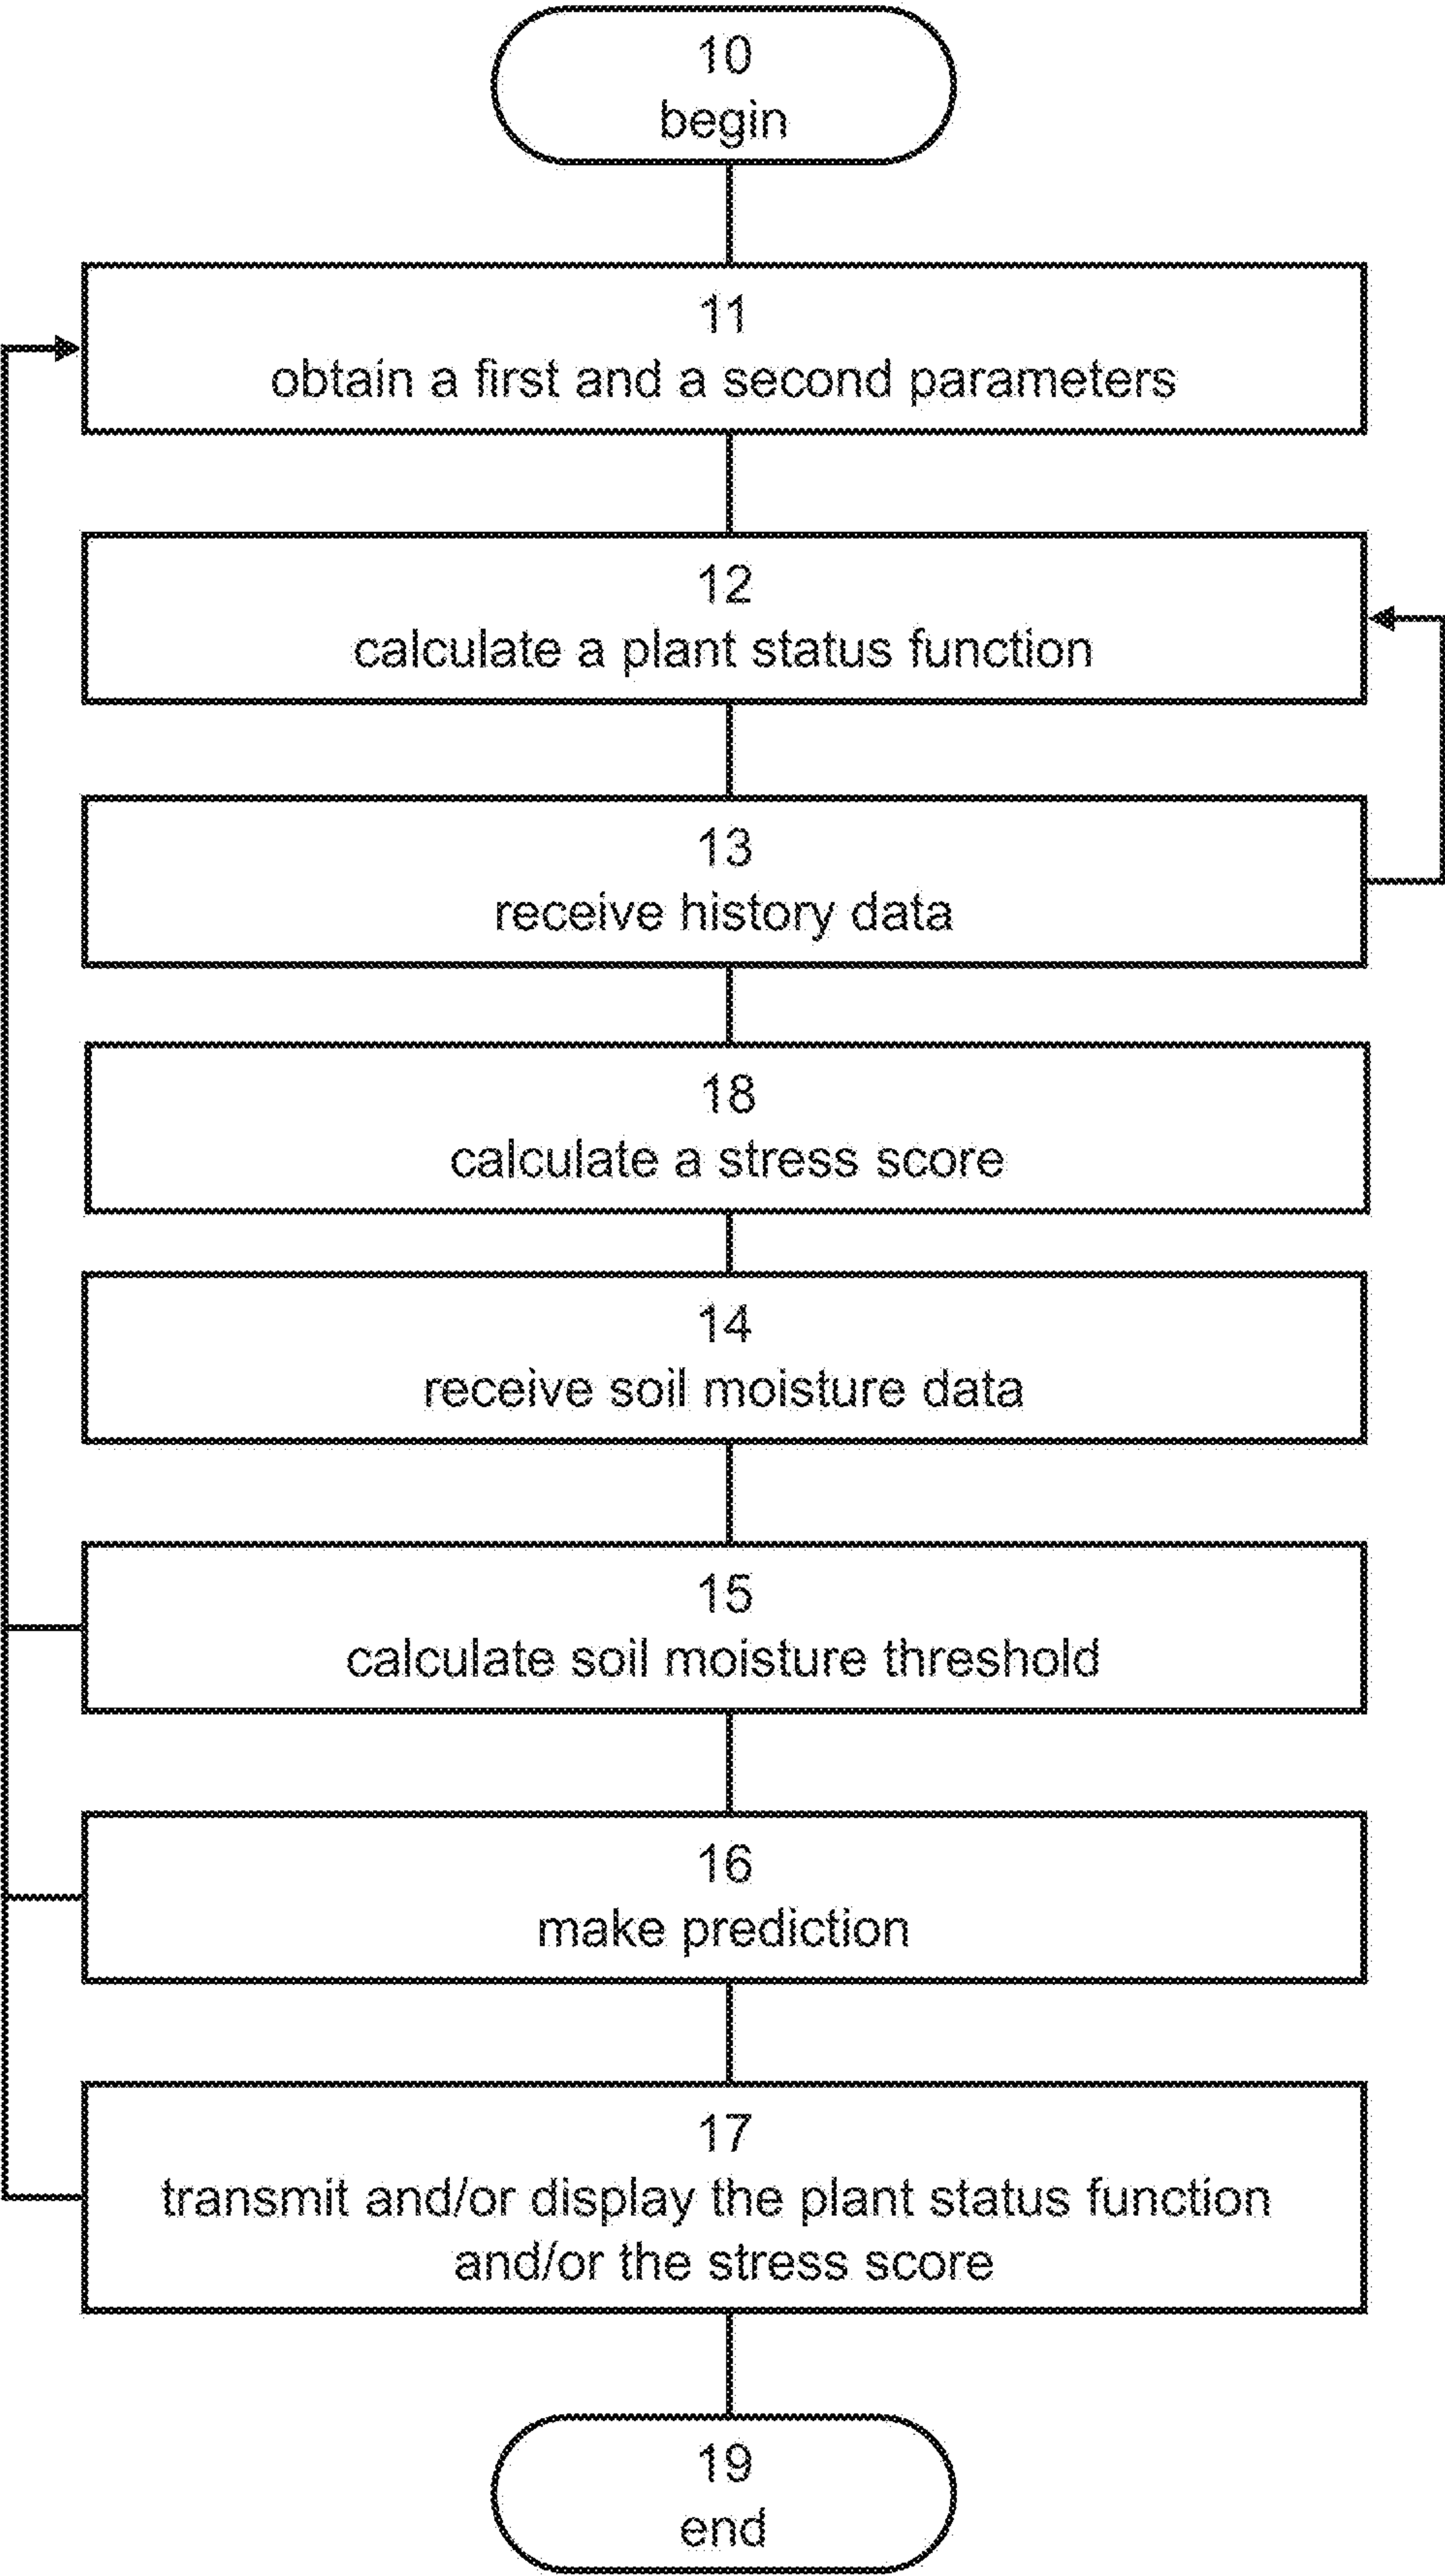 10
begin
11
obtain a first and a second parameters
12
calculate a plant status function
13
receive history data
18
calculate a stress score
14
receive soil moisture data
15
calculate soil moisture threshold
16
make prediction
17
transmit and/or display the plant status function
and/or the stress score
19
end